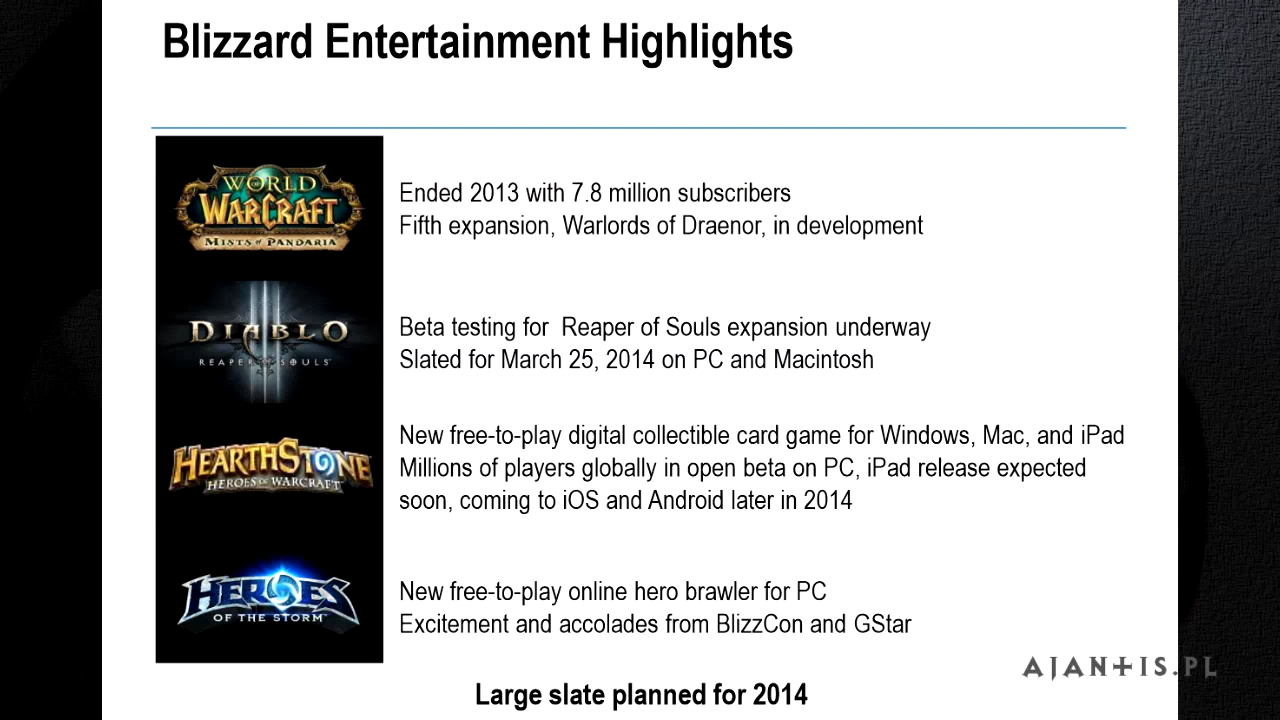 Blizzard Entertainment Highlights
WORLD
WARCRAFT
MISTS of PANDARIA
Ended 2013 with 7.8 million subscribers
Fifth expansion, Warlords of Draenor, in development
DIABLO
REAPER OF SOULS
Beta testing for  Reaper of Souls expansion underway
Slated for March 25, 2014 on PC and Macintosh
HEARTHSTONE
HEROES OF WARCRAFT
New free-to-play digital collectible card game for Windows, Mac, and iPad
Millions of players globally in open beta on PC, iPad release expected
soon, coming to iOS and Android later in 2014
HEROES
OF THE STORM
New free-to-play online hero brawler for PC
Excitement and accolades from BlizzCon and GStar
AJANTIS.PL
Large slate planned for 2014